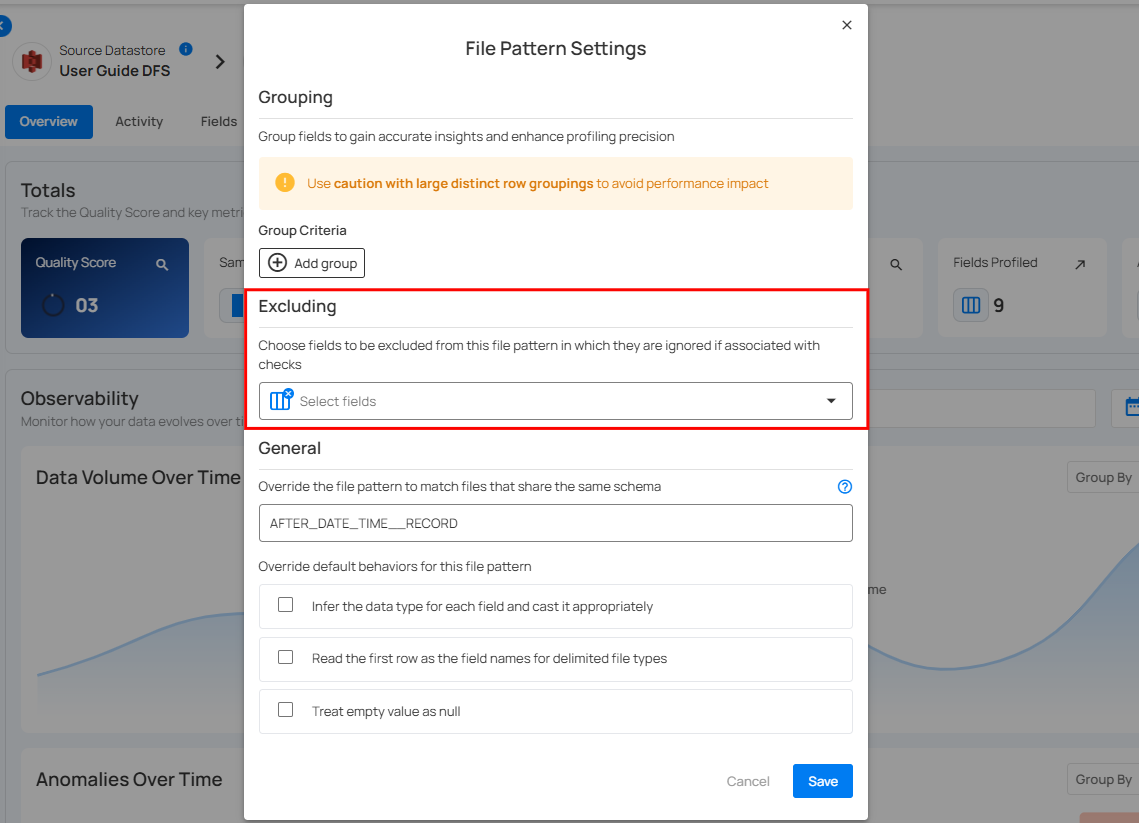 Source Datastore
User Guide DFS
Overview
Activity
Fields
Totals
Track the Quality Score and key metri
Quality Score
03
Sam
Fields Profiled
9
Observability
Monitor how your data evolves over ti
Data Volume Over Time
Group By
me
Anomalies Over Time
Group By
File Pattern Settings
Grouping
Group fields to gain accurate insights and enhance profiling precision
Use caution with large distinct row groupings to avoid performance impact
Group Criteria
Add group
Excluding
Choose fields to be excluded from this file pattern in which they are ignored if associated with
checks
Select fields
General
Override the file pattern to match files that share the same schema
AFTER_DATE_TIME__RECORD
Override default behaviors for this file pattern
Infer the data type for each field and cast it appropriately
Read the first row as the field names for delimited file types
Treat empty value as null
Cancel
Save